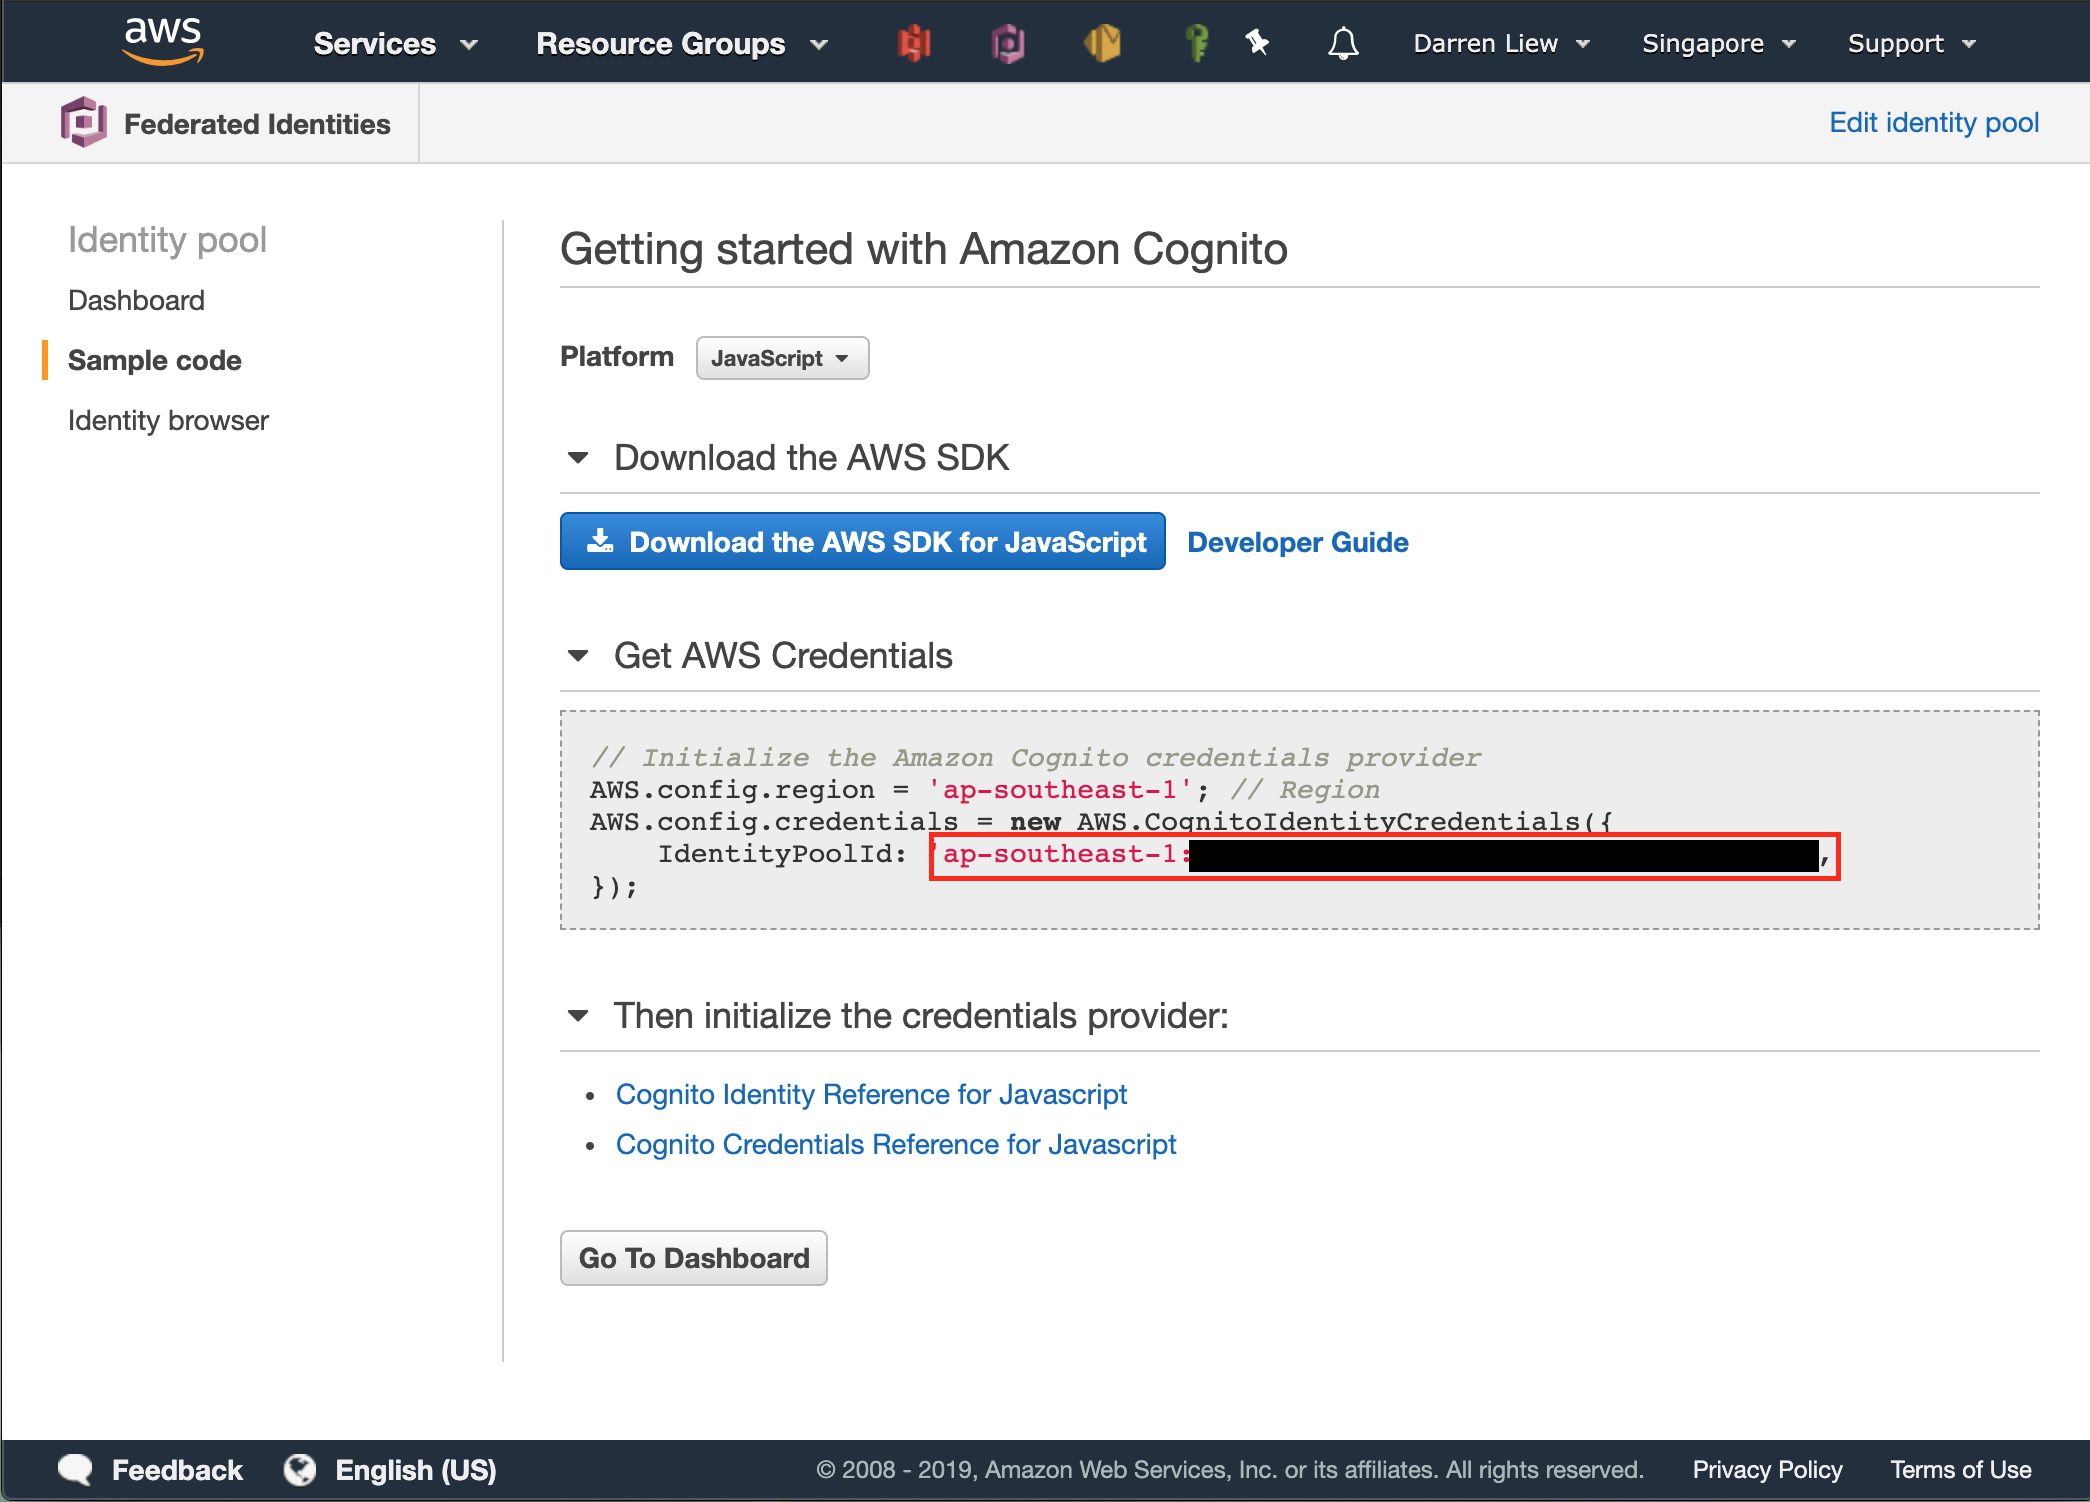 aws Services Resource Groups Darren Liew Singapore Support
Federated Identities Edit identity pool
Identity pool
Dashboard
Sample code
Identity browser
Getting started with Amazon Cognito
Platform JavaScript
Download the AWS SDK
Download the AWS SDK for JavaScript Developer Guide
Get AWS Credentials
// Initialize the Amazon Cognito credentials provider
AWS.config.region = 'ap-southeast-1'; // Region
AWS.config.credentials = new AWS.CognitoIdentityCredentials({
IdentityPoolId: 'ap-southeast-1: ,
});
Then initialize the credentials provider:
• Cognito Identity Reference for Javascript
• Cognito Credentials Reference for Javascript
Go To Dashboard
Feedback English (US) © 2008 - 2019, Amazon Web Services, Inc. or its affiliates. All rights reserved. Privacy Policy Terms of Use